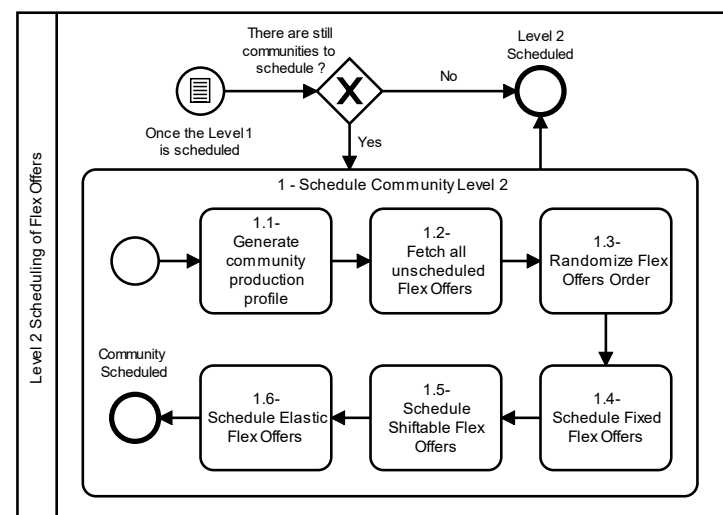 Level 2 Scheduling of Flex Offers
There are still
communities to
schedule ?
Level 2
Scheduled
No
Once the Level 1
is scheduled
Yes
1 - Schedule Community Level 2
1.1-
Generate
community
production
profile
1.2-
Fetch all
unscheduled
Flex Offers
1.3-
Randomize Flex
Offers Order
Community
Scheduled
1.6-
Schedule Elastic
Flex Offers
1.5-
Schedule
Shiftable Flex
Offers
1.4-
Schedule Fixed
Flex Offers